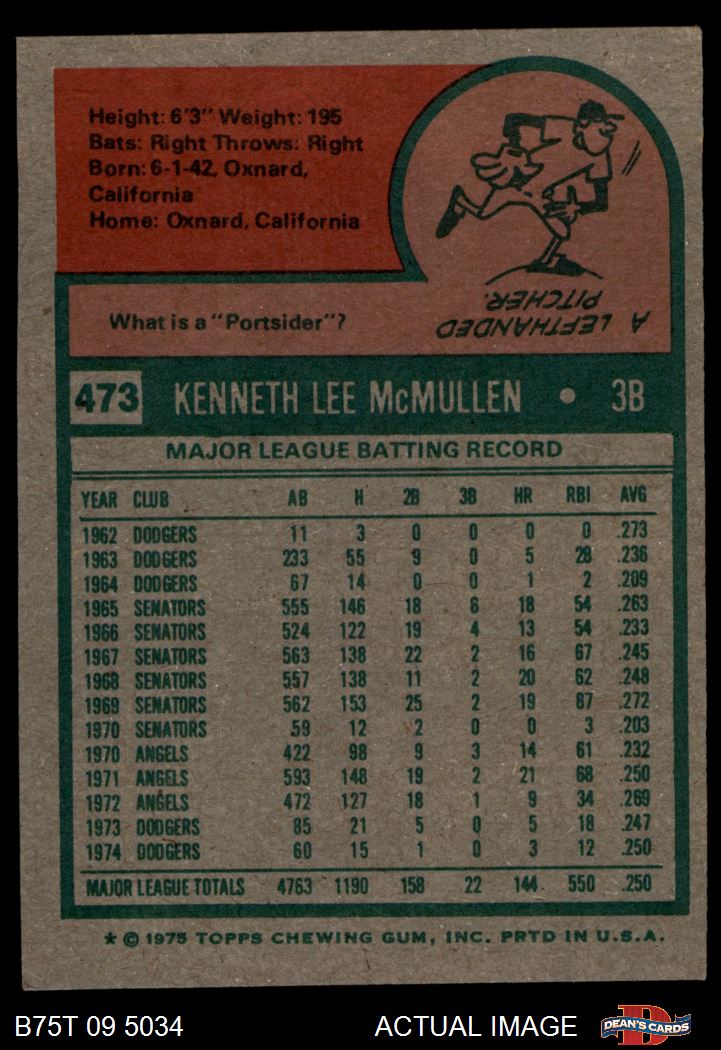 Height: 6'3" Weight: 195
Bats: Right Throws: Right
Born: 6-1-42, Oxnard,
California
Home: Oxnard, California
What is a "Portsider"?
A LEFTHANDED
PITCHER.
473 KENNETH LEE McMULLEN • 3B
MAJOR LEAGUE BATTING RECORD
YEAR CLUB AB H 2B 3B HR RBI AVG
1962 DODGERS 11 3 0 0 0 0 .273
1963 DODGERS 233 55 9 0 5 28 .236
1964 DODGERS 67 14 0 0 1 2 .209
1965 SENATORS 555 146 18 6 18 54 .263
1966 SENATORS 524 122 19 4 13 54 .233
1967 SENATORS 563 138 22 2 16 67 .245
1968 SENATORS 557 138 11 2 20 62 .248
1969 SENATORS 562 153 25 2 19 87 .272
1970 SENATORS 59 12 2 0 0 3 .203
1970 ANGELS 422 98 9 3 14 61 .232
1971 ANGELS 593 148 19 2 21 68 .250
1972 ANGELS 472 127 18 1 9 34 .269
1973 DODGERS 85 21 5 0 5 18 .247
1974 DODGERS 60 15 1 0 3 12 .250
MAJOR LEAGUE TOTALS 4763 1190 158 22 144 550 .250
* © 1975 TOPPS CHEWING GUM, INC. PRTD IN U.S.A.
B75T 09 5034 ACTUAL IMAGE DEAN'S CARDS